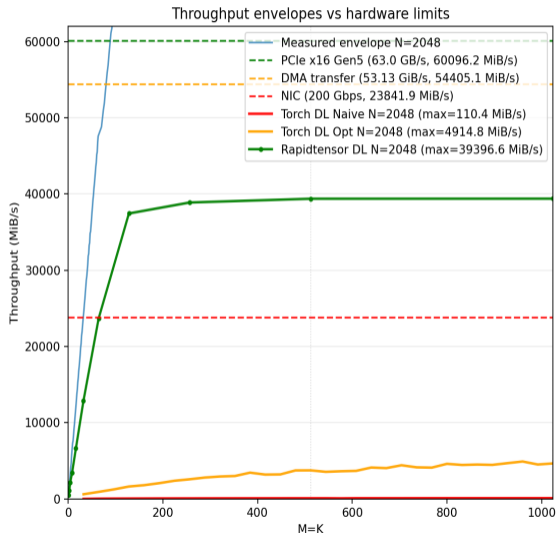 Throughput envelopes vs hardware limits
Throughput (MiB/s)
60000
50000
40000
30000
20000
10000
0
Measured envelope N=2048
PCIe x16 Gen5 (63.0 GB/s, 60096.2 MiB/s)
DMA transfer (53.13 GiB/s, 54405.1 MiB/s)
NIC (200 Gbps, 23841.9 MiB/s)
Torch DL Naive N=2048 (max=110.4 MiB/s)
Torch DL Opt N=2048 (max=4914.8 MiB/s)
Rapidtensor DL N=2048 (max=39396.6 MiB/s)
0 200 400 600 800 1000
M=K